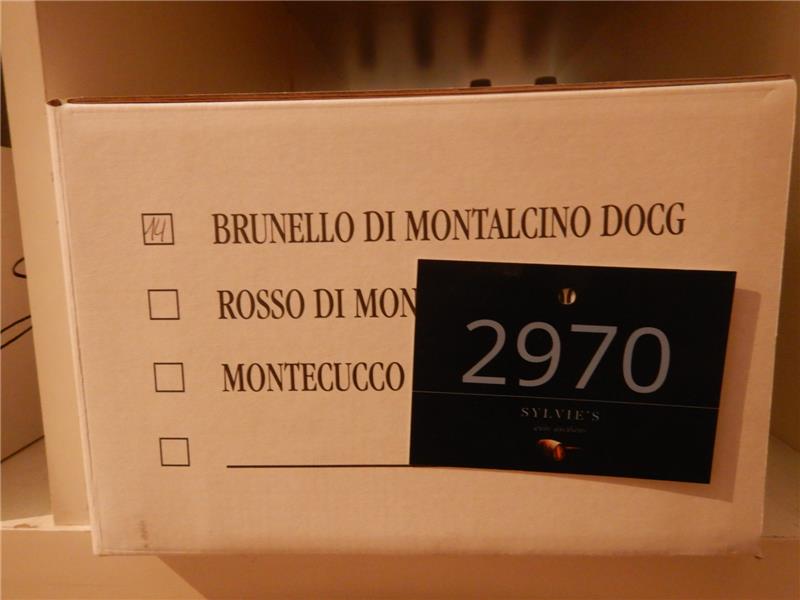 14 BRUNELLO DI MONTALCINO DOCG
ROSSO DI MON
MONTECUCCO
2970
SYLVIE'S